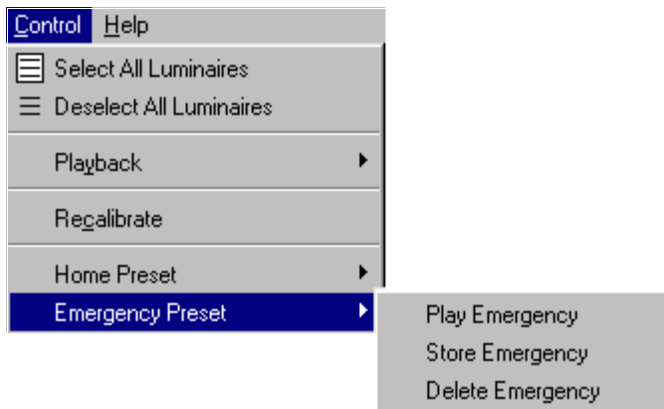 Control Help
Select All Luminaires
Deselect All Luminaires
Playback
Recalibrate
Home Preset
Emergency Preset
Play Emergency
Store Emergency
Delete Emergency